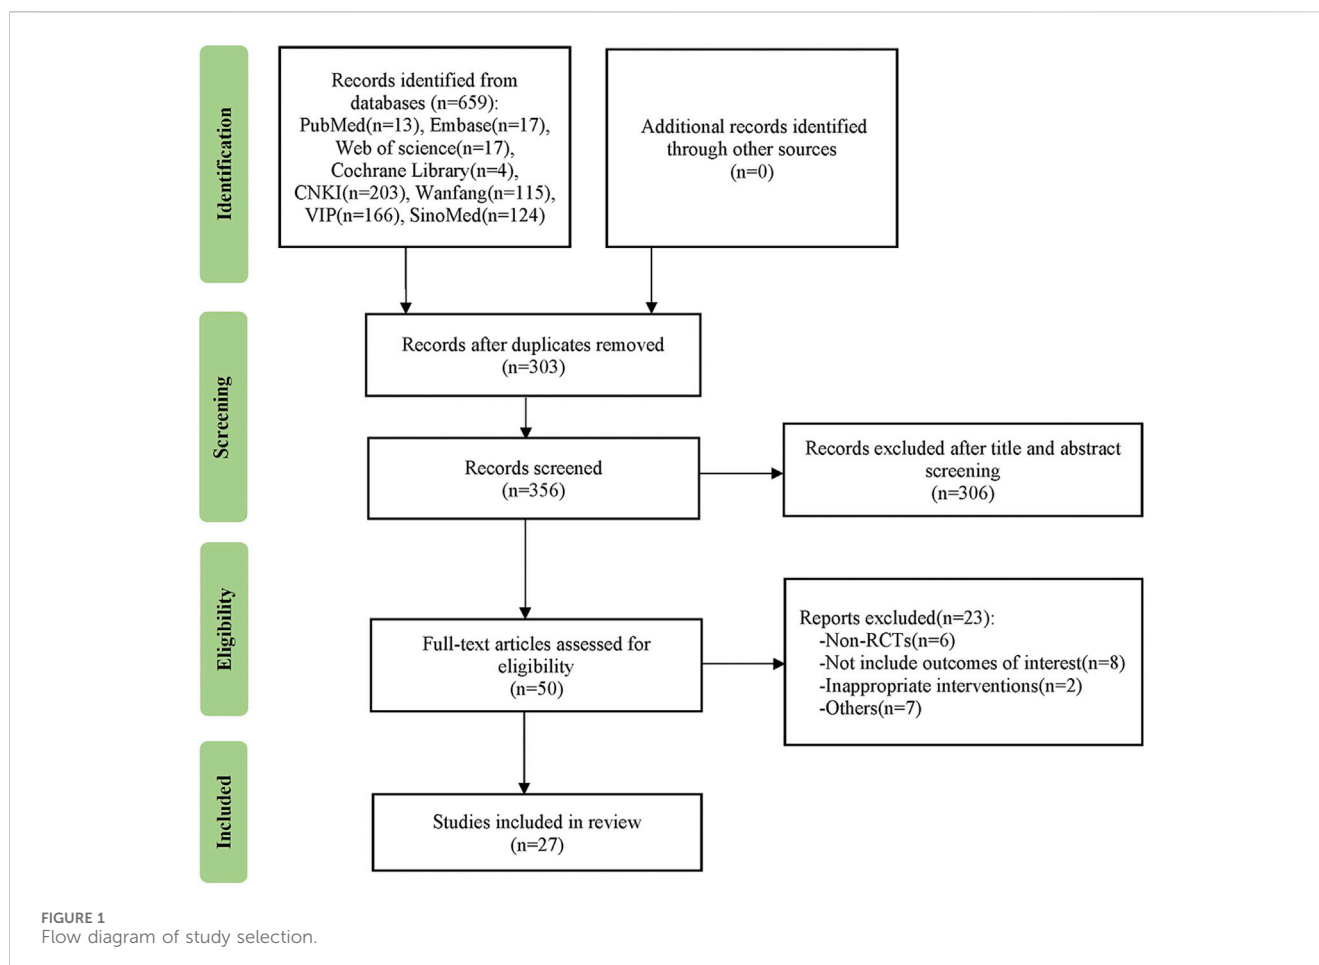 Identification
Records identified from
databases (n=659):
PubMed(n=13), Embase(n=17),
Web of science(n=17),
Cochrane Library(n=4),
CNKI(n=203), Wanfang(n=115),
VIP(n=166), SinoMed(n=124)
Additional records identified
through other sources
(n=0)
Screening
Records after duplicates removed
(n=303)
Records screened
(n=356)
Records excluded after title and abstract
screening
(n=306)
Eligibility
Full-text articles assessed for
eligibility
(n=50)
Reports excluded(n=23):
-Non-RCTs(n=6)
-Not include outcomes of interest(n=8)
-Inappropriate interventions(n=2)
-Others(n=7)
Included
Studies included in review
(n=27)
FIGURE 1
Flow diagram of study selection.